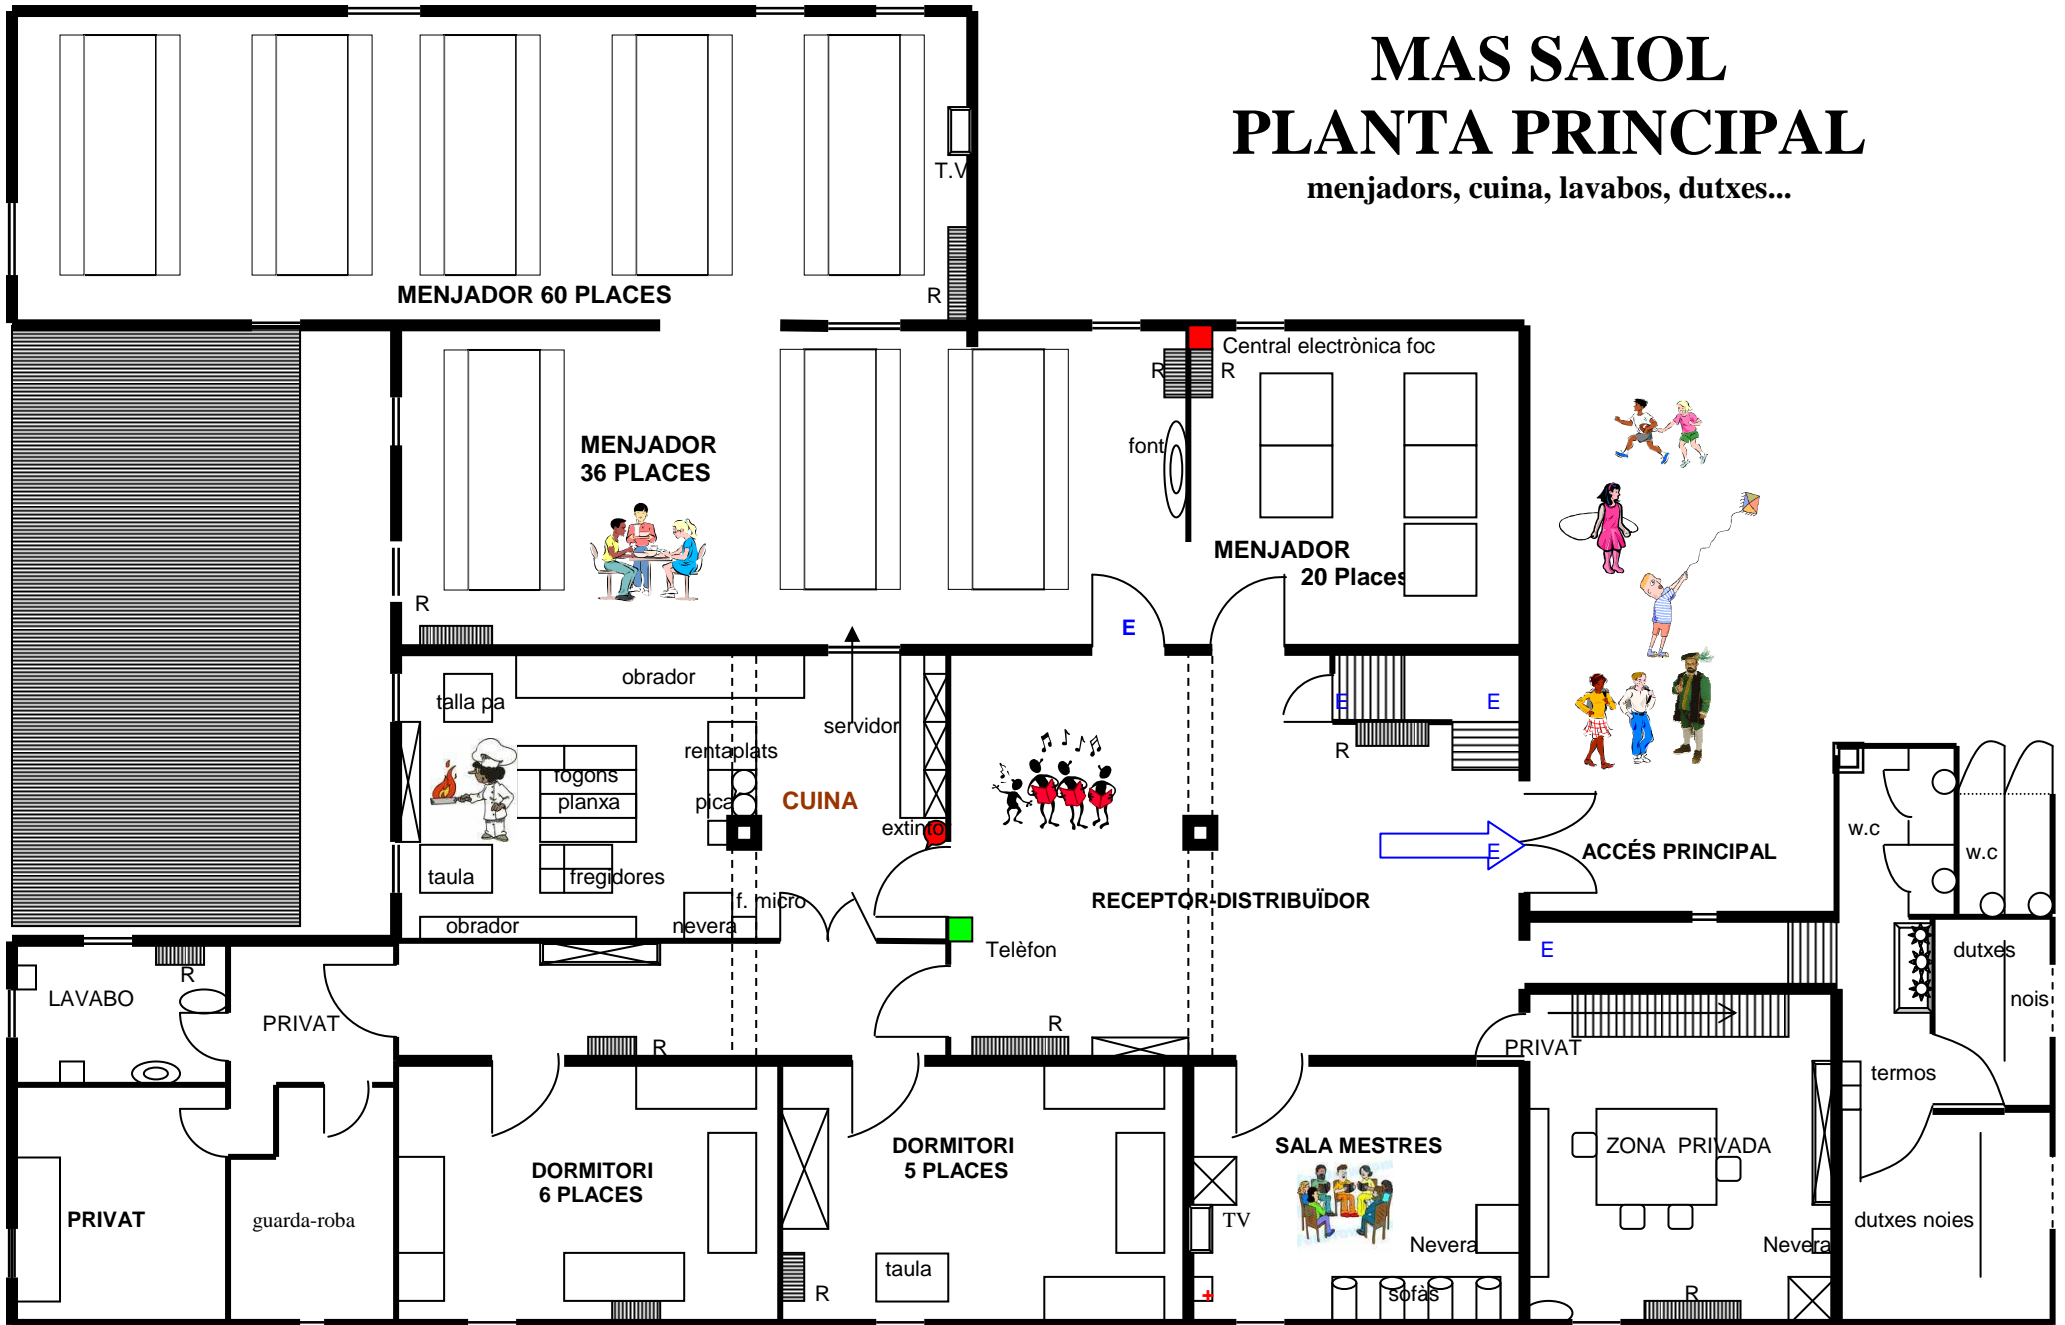 MAS SAIOL
PLANTA PRINCIPAL
menjadors, cuina, lavabos, dutxes...
T.V
MENJADOR 60 PLACES
R
Central electrònica foc
R
R
font
MENJADOR
36 PLACES
MENJADOR
20 Places
R
E
obrador
talla pa
servidor
E
E
rentaplats
R
fogons
planxa
pica
CUINA
extinto
w.c
w.c
E
ACCÉS PRINCIPAL
taula
fregidores
f. micro
RECEPTOR-DISTRIBUÏDOR
obrador
nevera
Telèfon
E
dutxes
nois
R
LAVABO
PRIVAT
R
R
PRIVAT
termos
DORMITORI
6 PLACES
DORMITORI
5 PLACES
SALA MESTRES
ZONA PRIVADA
PRIVAT
guarda-roba
TV
dutxes noies
Nevera
Nevera
taula
R
sofàs
R